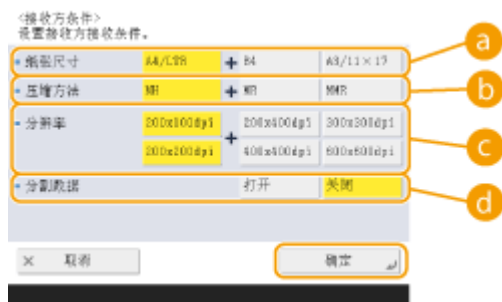 <接收方条件>
设置接收方接收条件。
纸张尺寸 A4/LTR + B4 A3/11×17
压缩方法 MH + MR MMR
分辨率 200x100dpi 200x400dpi 300x300dpi
+
200x200dpi 400x400dpi 600x600dpi
分割数据 打开 关闭
× 取消 确定
a
b
c
d